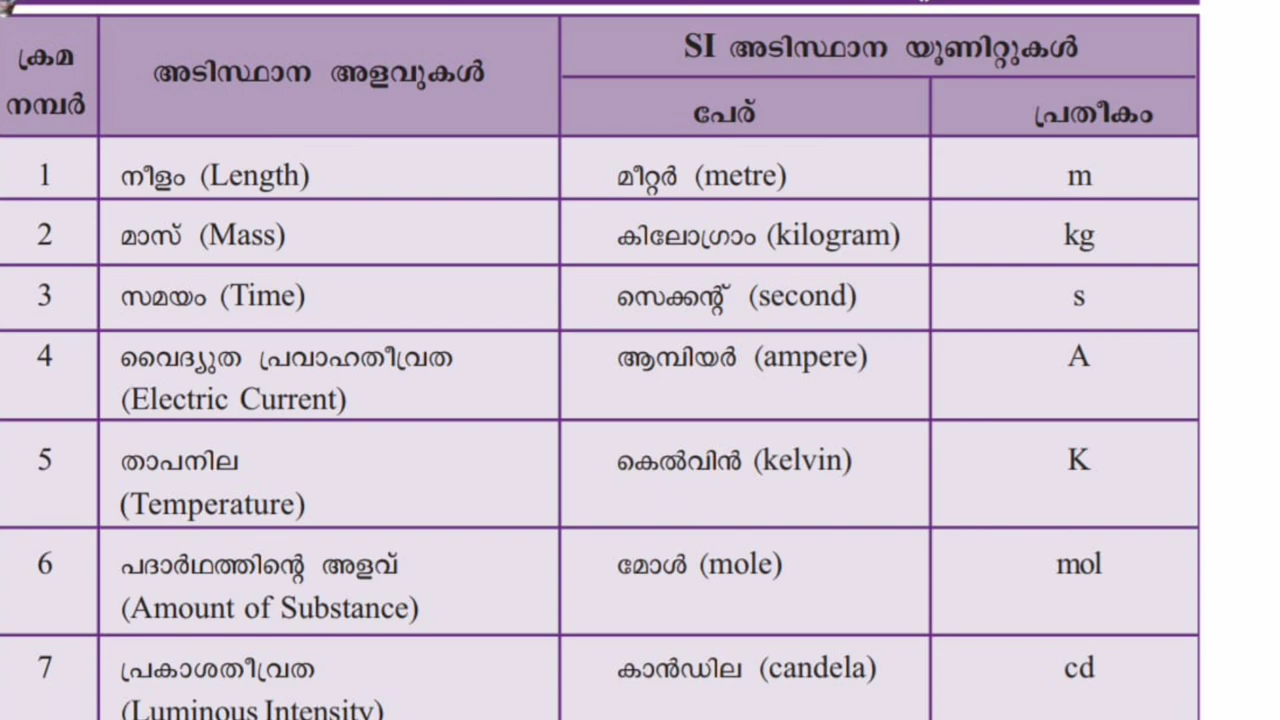 ക്രമ നമ്പർ | അടിസ്ഥാന അളവുകൾ | SI അടിസ്ഥാന യൂണിറ്റുകൾ
പേര് | പ്രതീകം
1 | നീളം (Length) | മീറ്റർ (metre) | m
2 | മാസ് (Mass) | കിലോഗ്രാം (kilogram) | kg
3 | സമയം (Time) | സെക്കന്റ് (second) | s
4 | വൈദ്യുത പ്രവാഹതീവ്രത | ആമ്പിയർ (ampere) | A
(Electric Current)
5 | താപനില | കെൽവിൻ (kelvin) | K
(Temperature)
6 | പദാർഥത്തിന്റെ അളവ് | മോൾ (mole) | mol
(Amount of Substance)
7 | പ്രകാശതീവ്രത | കാൻഡില (candela) | cd
(Luminous Intensity)